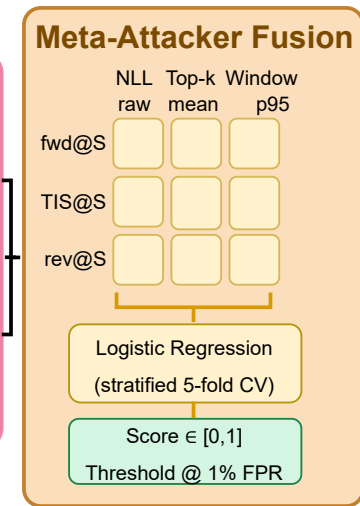 Meta-Attacker Fusion
NLL Top-k Window
raw mean p95
fwd@S
TIS@S
rev@S
Logistic Regression
(stratified 5-fold CV)
Score ∈ [0,1]
Threshold @ 1% FPR